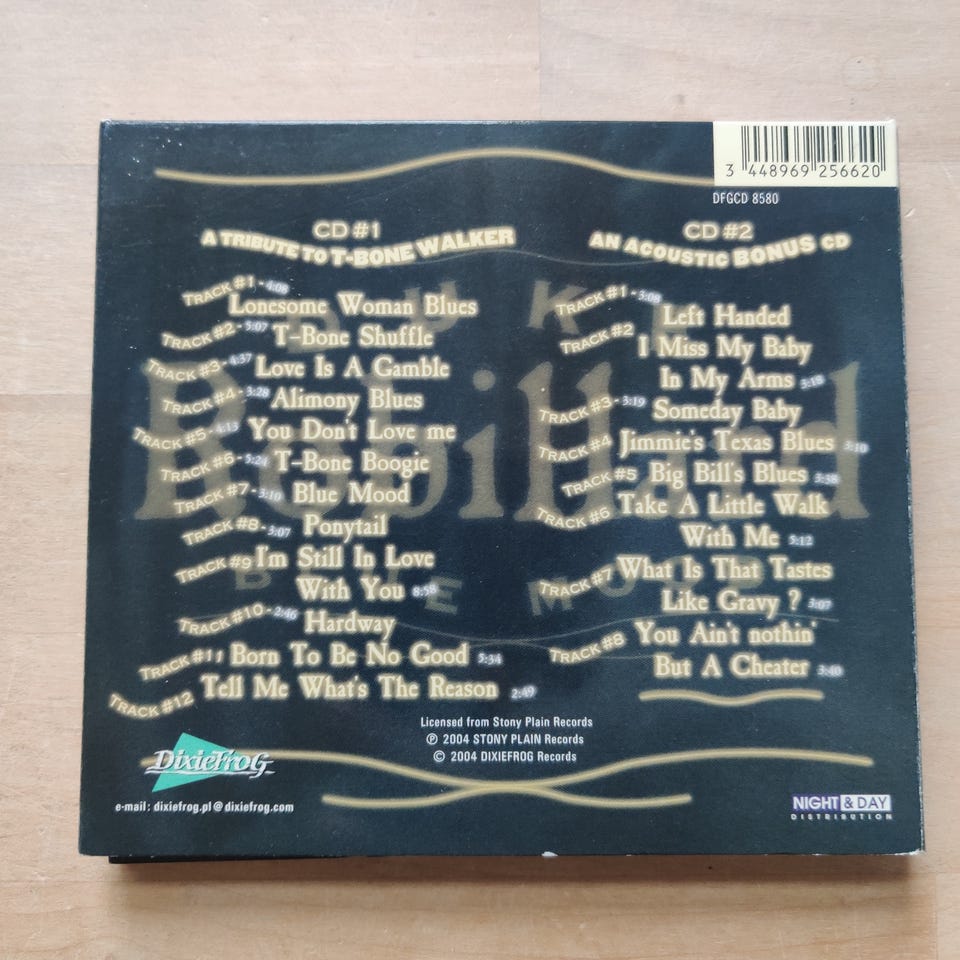 3 448969 256620
DFGCD 8580
DUKE
Robillard
BLUE MOOD
CD #1
A TRIBUTE TO T-BONE WALKER
TRACK #1 - 4:08
Lonesome Woman Blues
TRACK #2 - 5:07 T-Bone Shuffle
TRACK #3 - 4:37 Love Is A Gamble
TRACK #4 - 3:28 Alimony Blues
TRACK #5 - 4:13 You Don't Love me
TRACK #6 - 5:24 T-Bone Boogie
TRACK #7 - 3:10 Blue Mood
TRACK #8 - 3:07 Ponytail
TRACK #9 I'm Still In Love
With You 8:58
TRACK #10 - 2:46 Hardway
TRACK #11 Born To Be No Good 5:34
TRACK #12 Tell Me What's The Reason 2:49
CD #2
AN ACOUSTIC BONUS CD
TRACK #1 - 3:08
Left Handed
TRACK #2 I Miss My Baby
In My Arms 3:18
TRACK #3 - 3:19 Someday Baby
TRACK #4 Jimmie's Texas Blues 3:10
TRACK #5 Big Bill's Blues 3:38
TRACK #6 Take A Little Walk
With Me 5:12
TRACK #7 What Is That Tastes
Like Gravy ? 3:07
TRACK #8 You Ain't nothin'
But A Cheater 3:40
Licensed from Stony Plain Records
℗ 2004 STONY PLAIN Records
© 2004 DIXIEFROG Records
DixieFrog
e-mail: dixiefrog.pl@dixiefrog.com
NIGHT & DAY
DISTRIBUTION